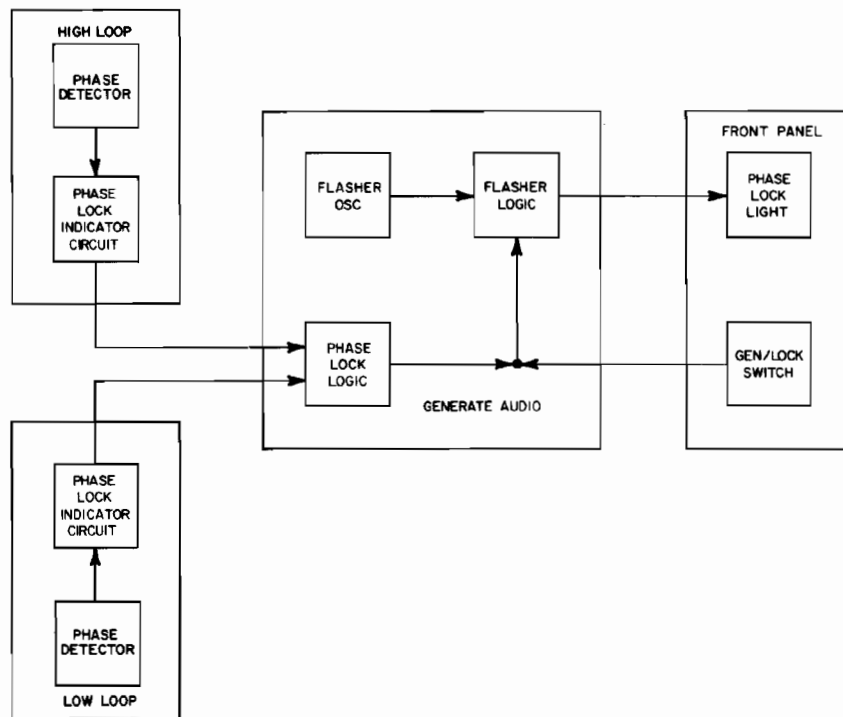 HIGH LOOP
PHASE
DETECTOR
PHASE
LOCK
INDICATOR
CIRCUIT
FLASHER
OSC
FLASHER
LOGIC
PHASE
LOCK
LOGIC
GENERATE AUDIO
FRONT PANEL
PHASE
LOCK
LIGHT
GEN/LOCK
SWITCH
PHASE
LOCK
INDICATOR
CIRCUIT
PHASE
DETECTOR
LOW LOOP